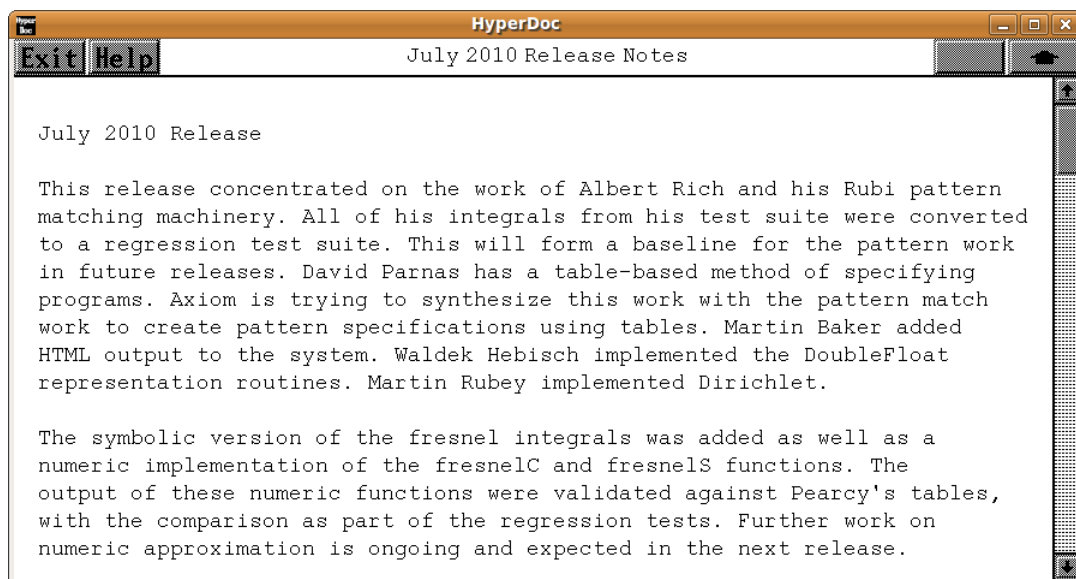 HyperDoc
Hyper
Doc
Exit Help July 2010 Release Notes
July 2010 Release
This release concentrated on the work of Albert Rich and his Rubi pattern
matching machinery. All of his integrals from his test suite were converted
to a regression test suite. This will form a baseline for the pattern work
in future releases. David Parnas has a table-based method of specifying
programs. Axiom is trying to synthesize this work with the pattern match
work to create pattern specifications using tables. Martin Baker added
HTML output to the system. Waldek Hebisch implemented the DoubleFloat
representation routines. Martin Rubey implemented Dirichlet.
The symbolic version of the fresnel integrals was added as well as a
numeric implementation of the fresnelC and fresnelS functions. The
output of these numeric functions were validated against Pearcy's tables,
with the comparison as part of the regression tests. Further work on
numeric approximation is ongoing and expected in the next release.